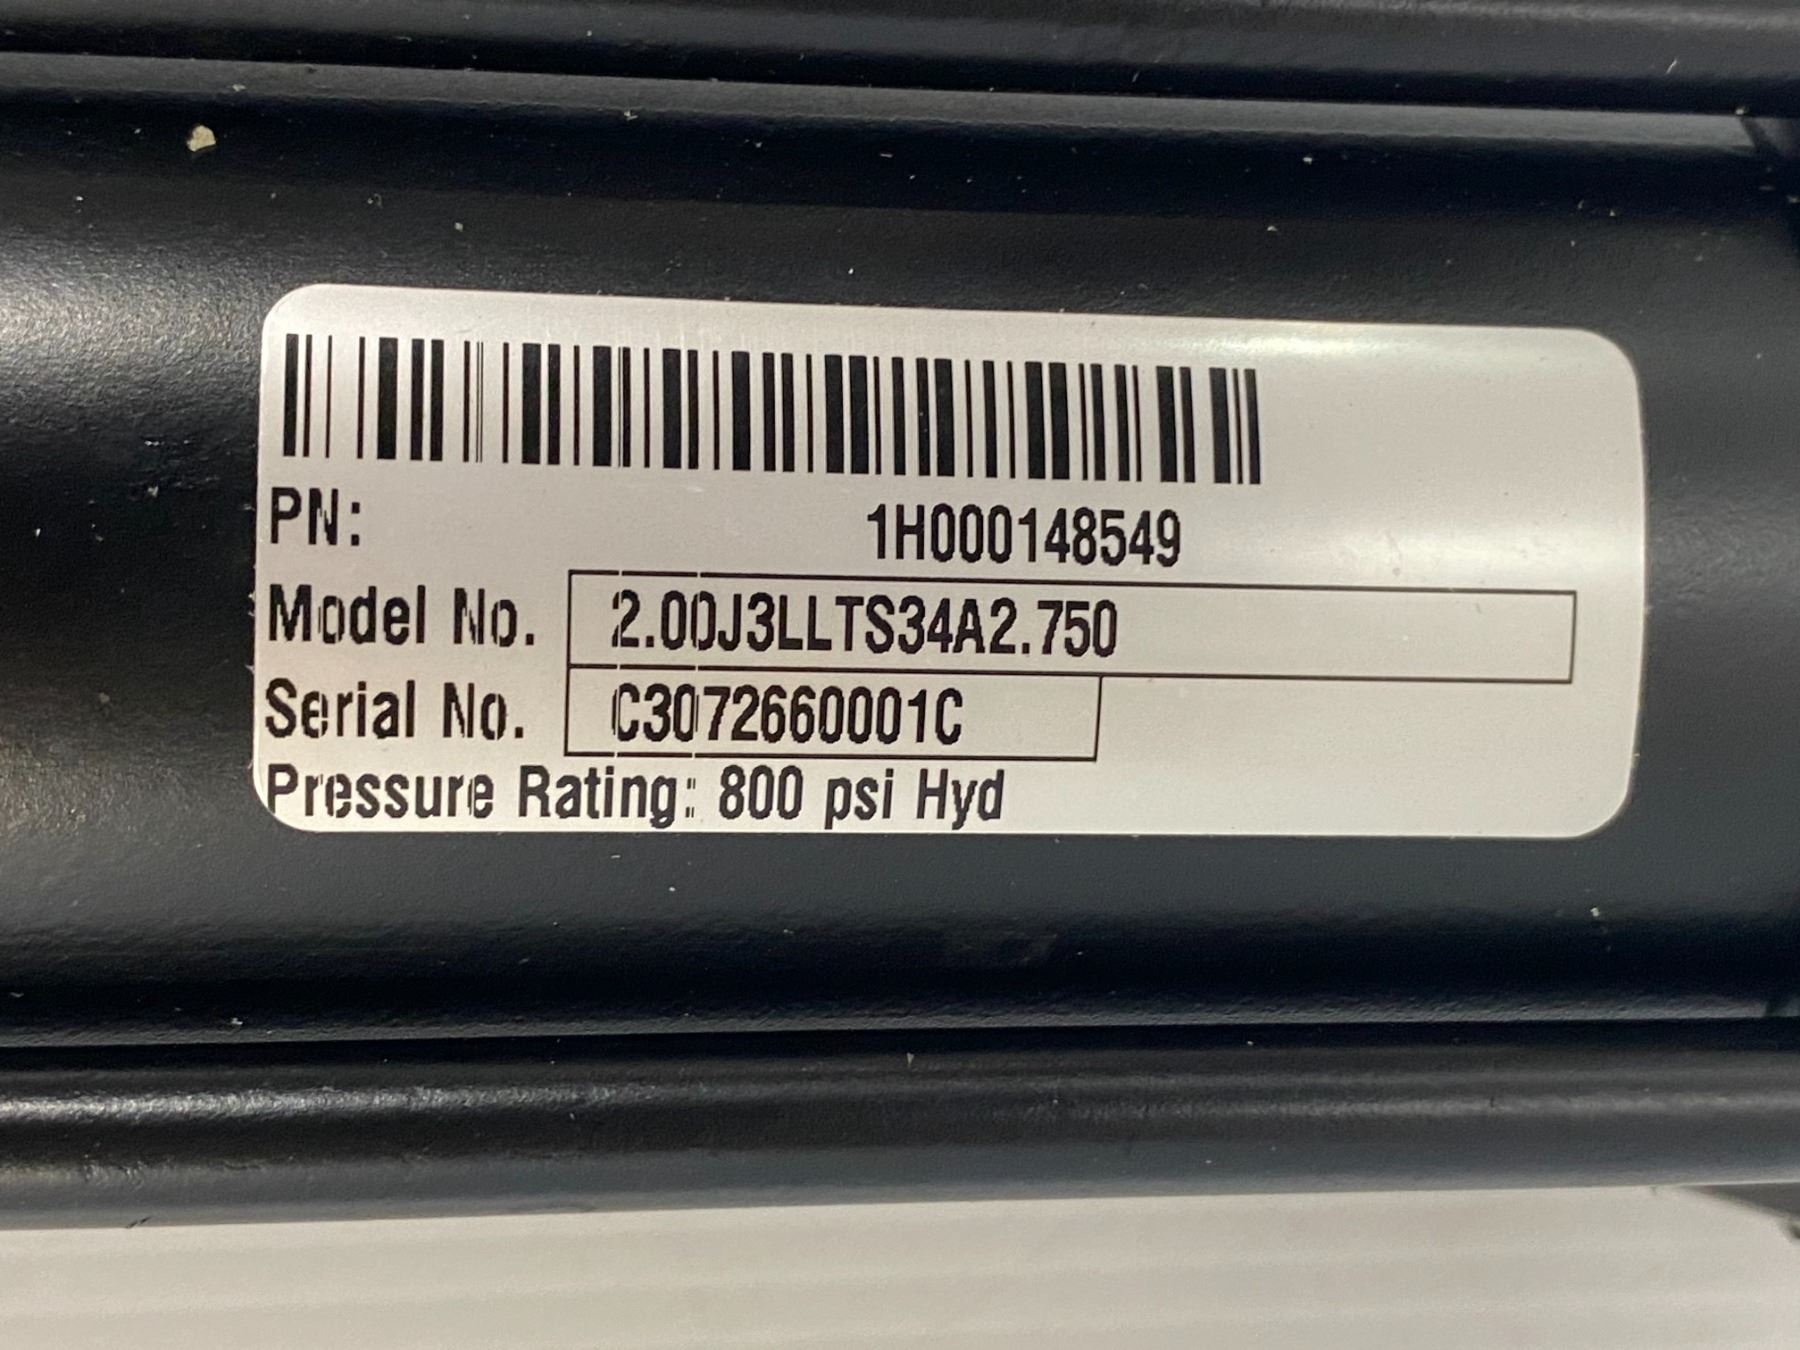 PN: 1H000148549
Model No. 2.00J3LLTS34A2.750
Serial No. C3072660001C
Pressure Rating: 800 psi Hyd